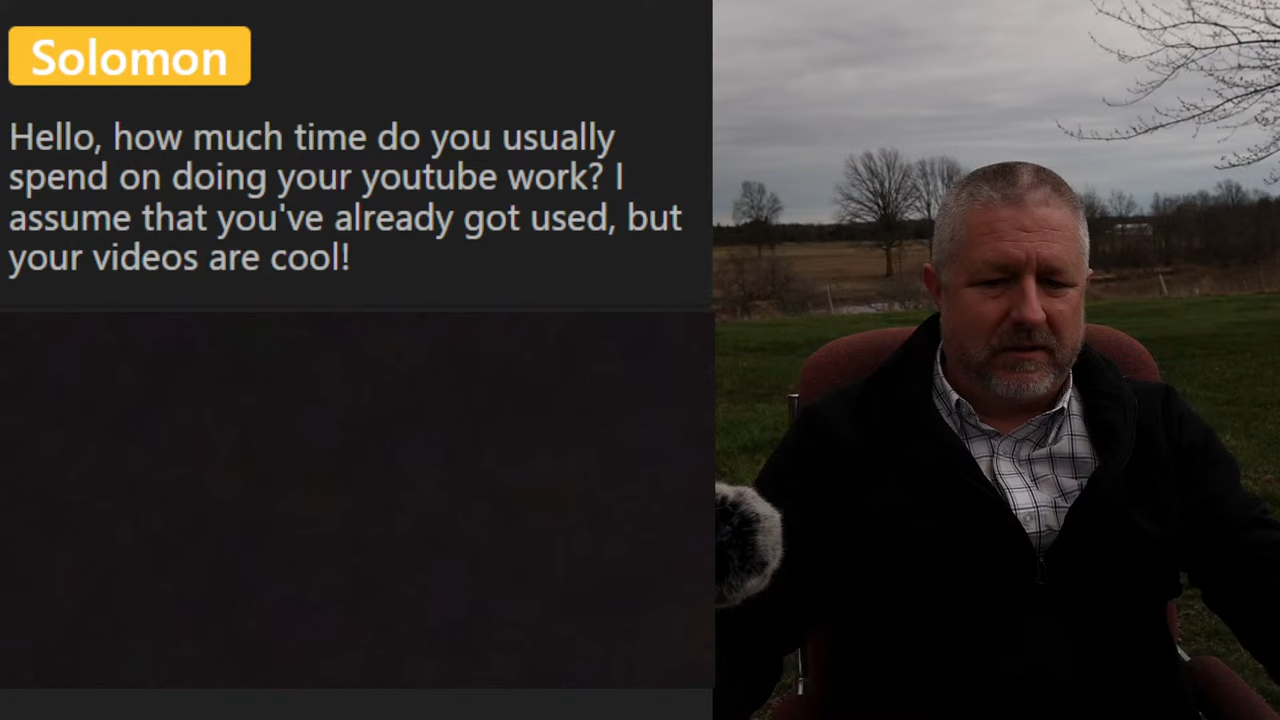 Solomon
Hello, how much time do you usually
spend on doing your youtube work? I
assume that you've already got used, but
your videos are cool!